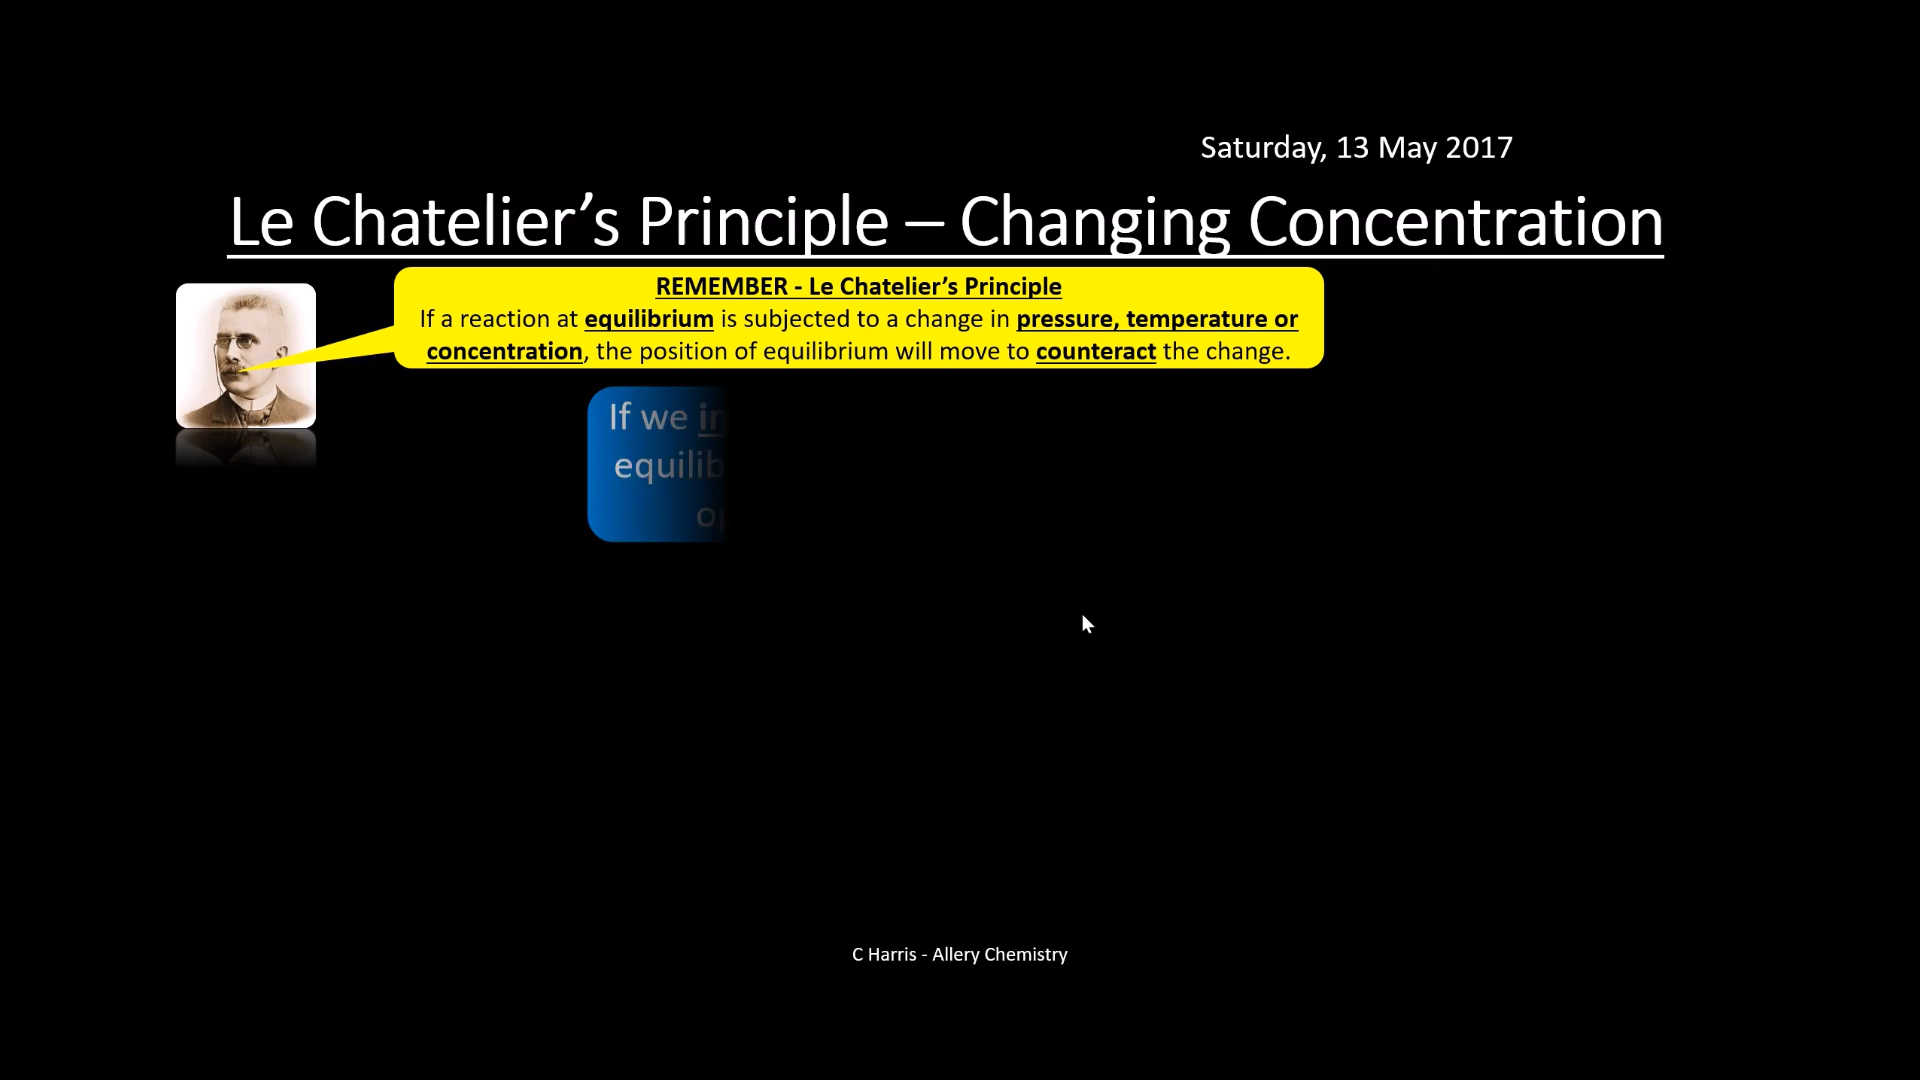 Saturday, 13 May 2017
Le Chatelier’s Principle – Changing Concentration
REMEMBER - Le Chatelier’s Principle
If a reaction at equilibrium is subjected to a change in pressure, temperature or
concentration, the position of equilibrium will move to counteract the change.
If we
C Harris - Allery Chemistry